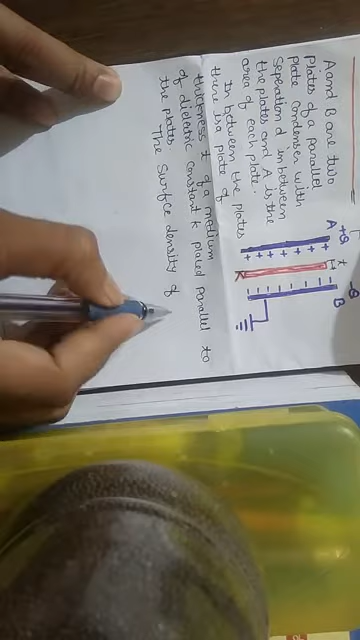 A and B are two
plates of a parallel
plate condenser with
seperation d in between
the plates and A is the
area of each plate.
In between the plates
there is a plate of
thickness t of a medium
of dielectric constant k placed parallel to
the plates
The surfce density of
+Q
A
+ + + + + + +
t
K
- - - - - - -
B
-Q